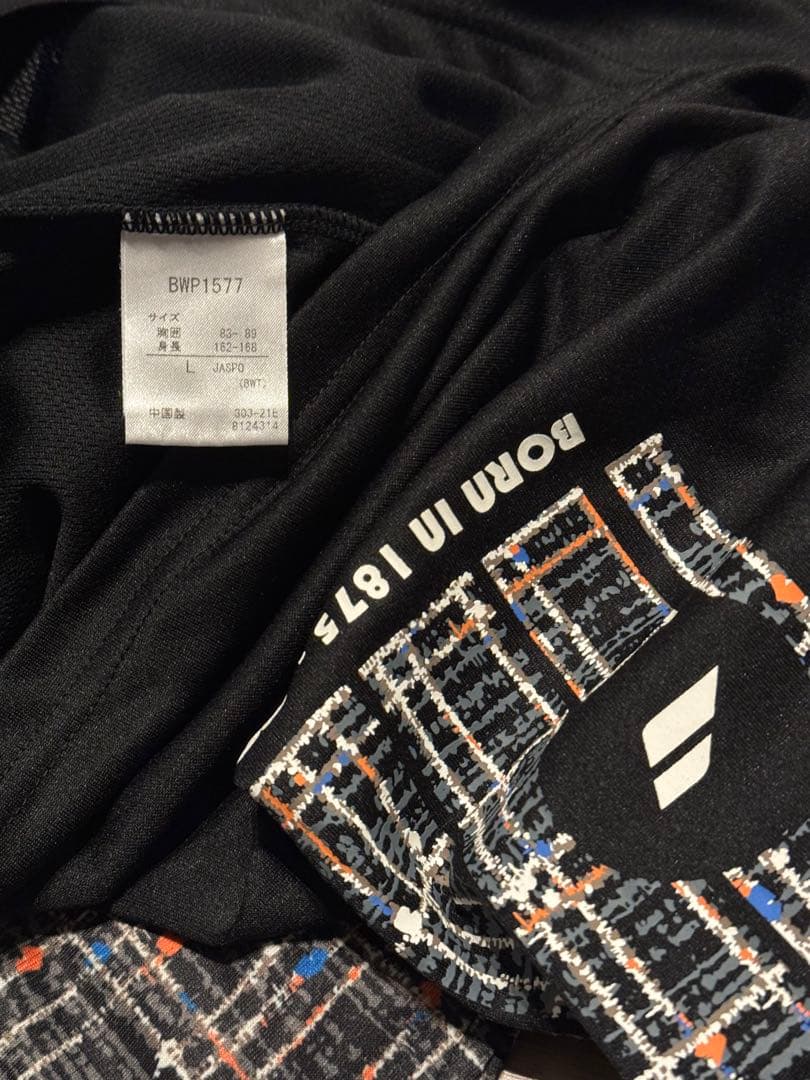 BWP1577
サイズ
胸囲 83-89
身長 162-168
L JASPO
(BWT)
中国製 303-21E
8124314
BORN IN 1875